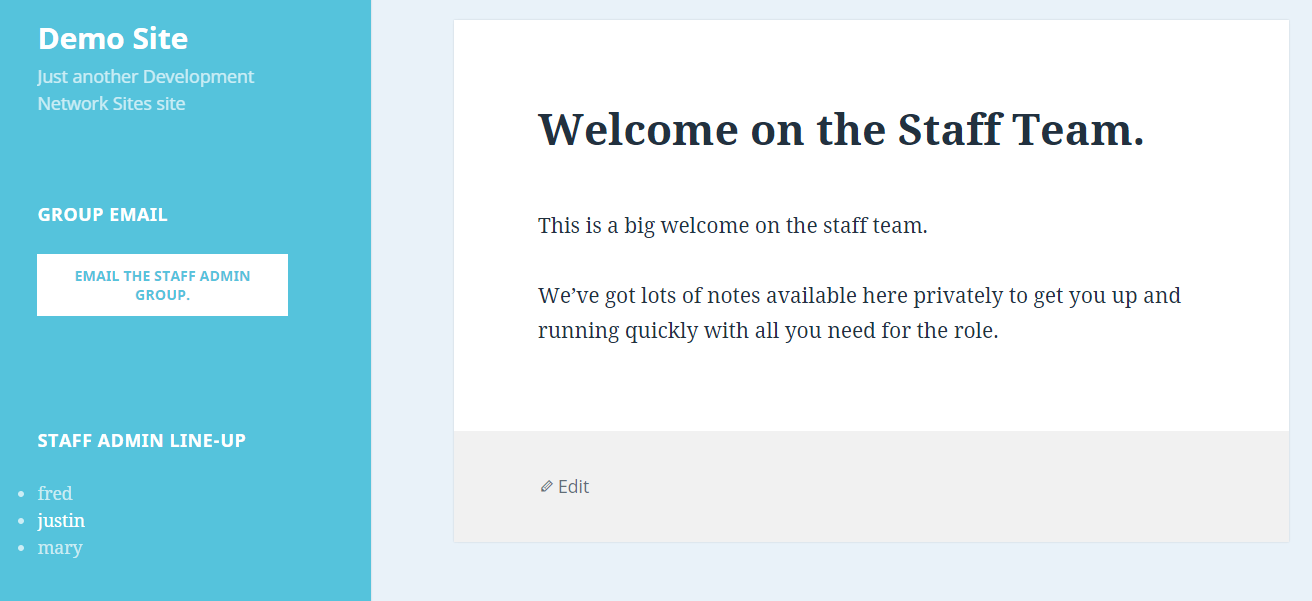 Demo Site
Just another Development
Network Sites site
GROUP EMAIL
EMAIL THE STAFF ADMIN
GROUP.
STAFF ADMIN LINE-UP
fred
justin
mary
Welcome on the Staff Team.
This is a big welcome on the staff team.
We’ve got lots of notes available here privately to get you up and
running quickly with all you need for the role.
Edit